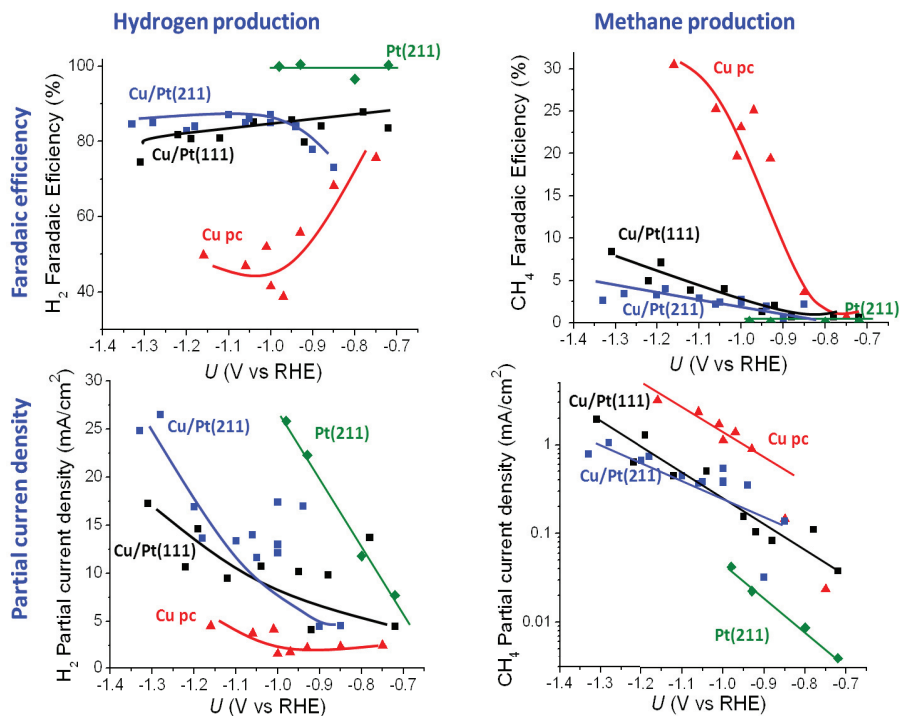 Hydrogen production
Methane production
Faradaic efficiency
Partial curren density
H2 Faradaic Eficiency (%)
100
80
60
40
Pt(211)
Cu/Pt(211)
Cu/Pt(111)
Cu pc
-1.3 -1.2 -1.1 -1.0 -0.9 -0.8 -0.7
U (V vs RHE)
CH4 Faradaic Eficiency (%)
30
25
20
15
10
5
0
Cu pc
Cu/Pt(111)
Cu/Pt(211)
Pt(211)
-1.3 -1.2 -1.1 -1.0 -0.9 -0.8 -0.7
U (V vs RHE)
H2 Partial current density (mA/cm2)
30
25
20
15
10
5
0
Cu/Pt(211)
Pt(211)
Cu/Pt(111)
Cu pc
-1.3 -1.2 -1.1 -1.0 -0.9 -0.8 -0.7
U (V vs RHE)
CH4 Partial current density (mA/cm2)
1
0.1
0.01
Cu/Pt(111)
Cu pc
Cu/Pt(211)
Pt(211)
-1.3 -1.2 -1.1 -1.0 -0.9 -0.8 -0.7
U (V vs RHE)